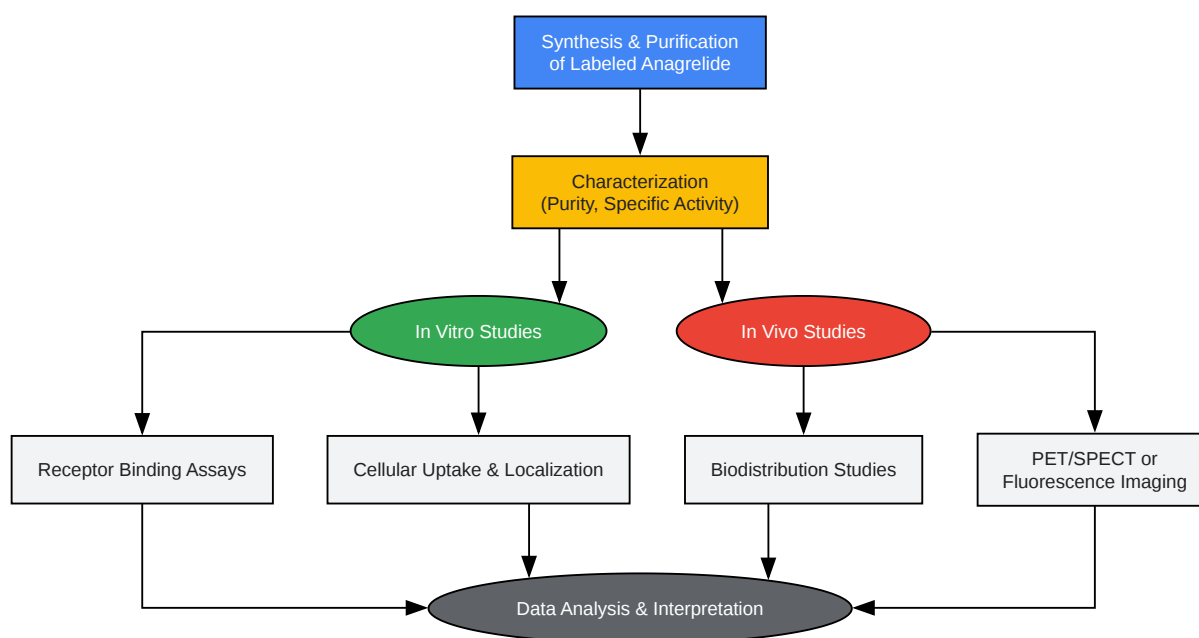 Synthesis & Purification
of Labeled Anagrelide
Characterization
(Purity, Specific Activity)
In Vitro Studies
In Vivo Studies
Receptor Binding Assays
Cellular Uptake & Localization
Biodistribution Studies
PET/SPECT or
Fluorescence Imaging
Data Analysis & Interpretation